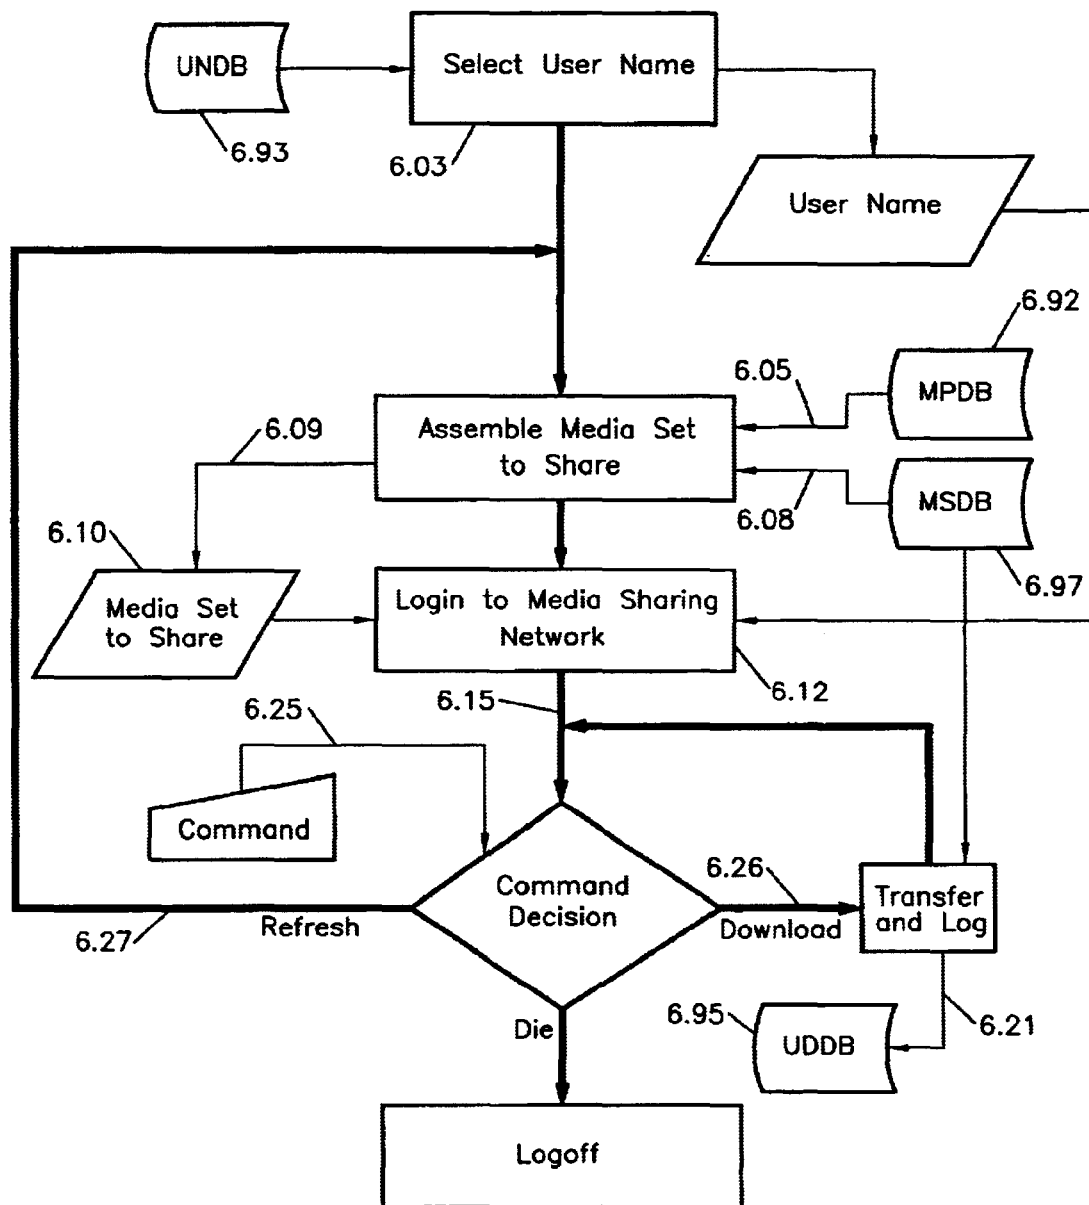 UNDB
Select User Name
6.93
6.03
User Name
6.92
6.05
MPDB
6.09
Assemble Media Set
to Share
MSDB
6.08
6.10
6.97
Media Set
to Share
Login to Media Sharing
Network
6.12
6.15
6.25
Command
6.26
Command
Decision
Transfer
and Log
Refresh
Download
6.27
6.95
6.21
Die
UDDB
Logoff